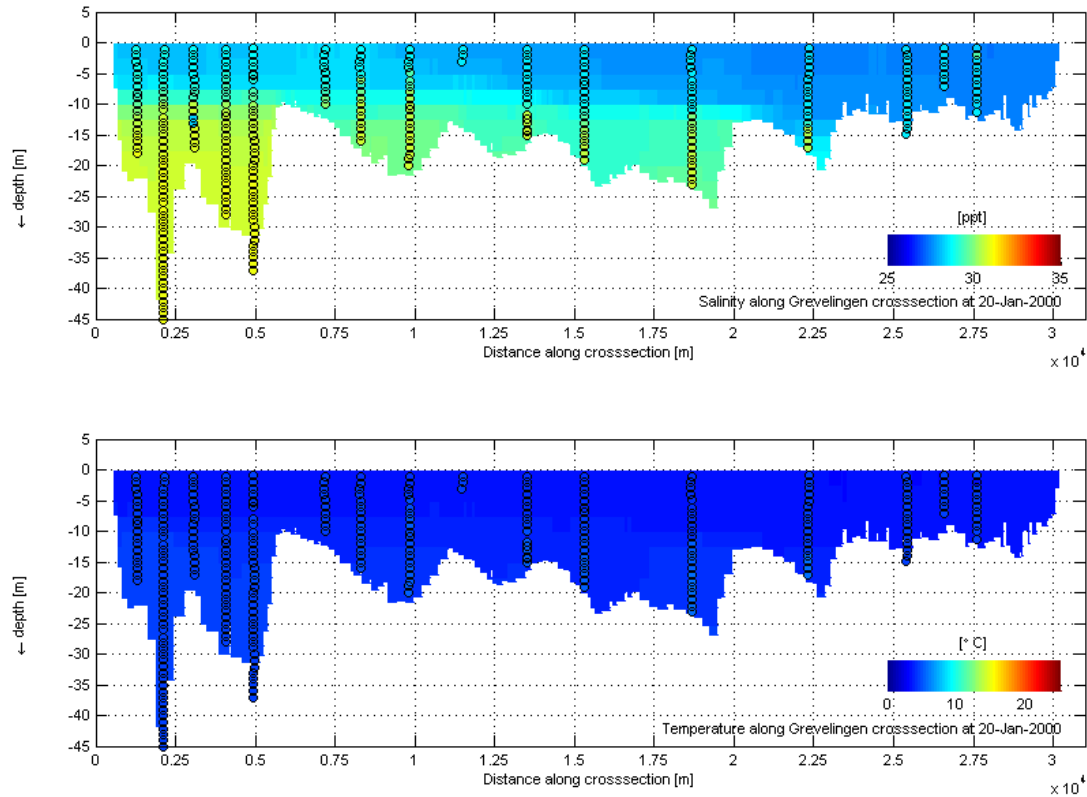 5
0
-5
-10
-15
-20
-25
-30
-35
-40
-45
← depth [m]
[ppt]
25 30 35
Salinity along Grevelingen crosssection at 20-Jan-2000
0 0.25 0.5 0.75 1 1.25 1.5 1.75 2 2.25 2.5 2.75 3
Distance along crosssection [m]
x 10⁴
5
0
-5
-10
-15
-20
-25
-30
-35
-40
-45
← depth [m]
[° C]
0 10 20
Temperature along Grevelingen crosssection at 20-Jan-2000
0 0.25 0.5 0.75 1 1.25 1.5 1.75 2 2.25 2.5 2.75 3
Distance along crosssection [m]
x 10⁴